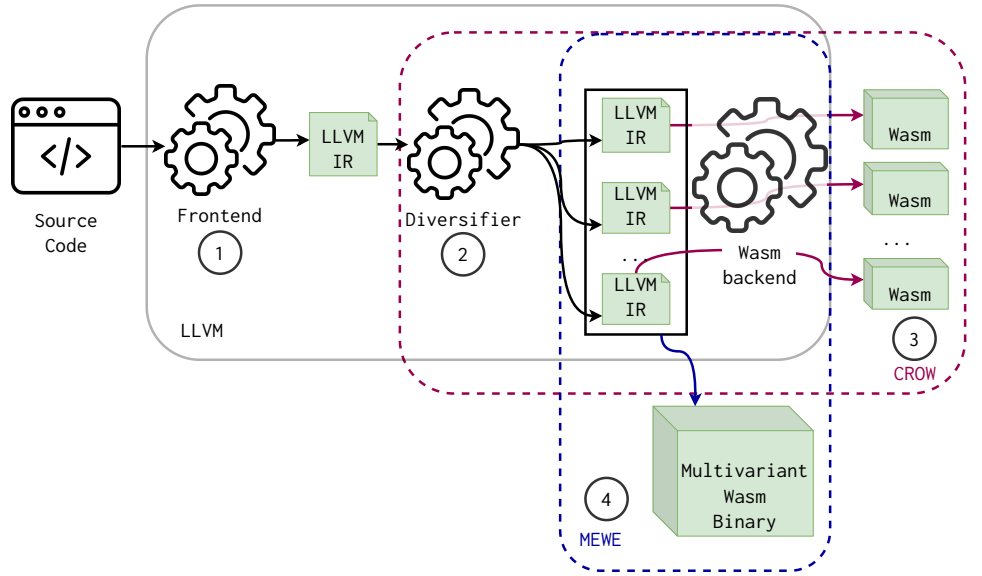 </>
Source
Code
Frontend
1
LLVM
LLVM
IR
Diversifier
2
LLVM
IR
LLVM
IR
...
LLVM
IR
Wasm
backend
Wasm
Wasm
...
Wasm
3
CROW
Multivariant
Wasm
Binary
4
MEWE